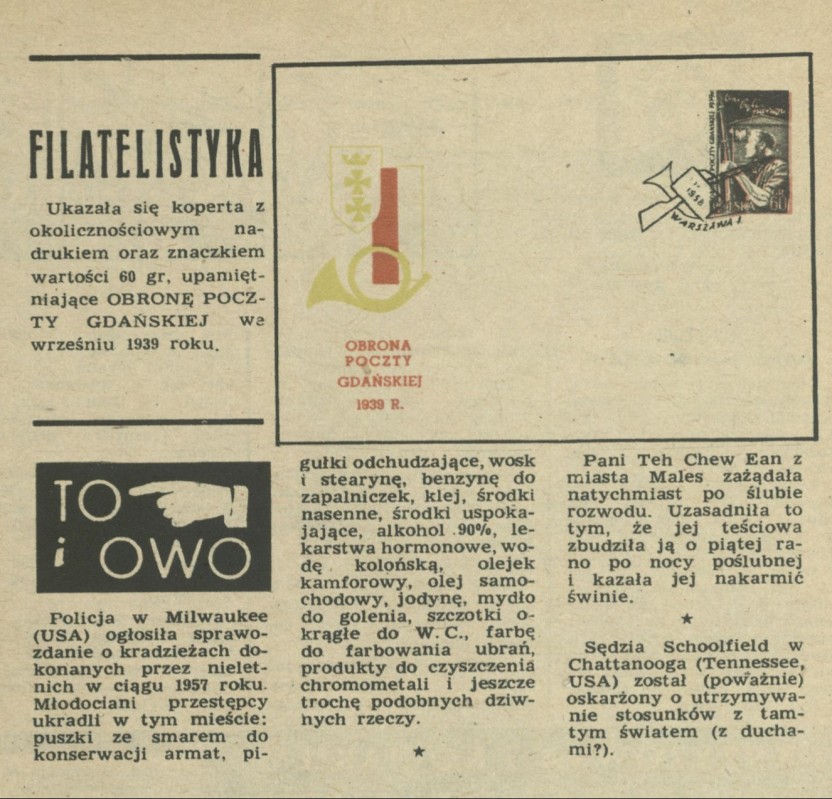 FILATELISTYKA
Ukazała się koperta z
okolicznościowym na-
drukiem oraz znaczkiem
wartości 60 gr, upamięt-
niające OBRONĘ POCZ-
TY GDAŃSKIEJ we
wrześniu 1939 roku.
OBRONA
POCZTY
GDAŃSKIEJ
1939 R.
POCZTY GDAŃSKIEJ
POLSKA 60
1958
WARSZAWA 1
TO
i OWO
Policja w Milwaukee
(USA) ogłosiła sprawo-
zdanie o kradzieżach do-
konanych przez nielet-
nich w ciągu 1957 roku.
Młodociani przestępcy
ukradli w tym mieście:
puszki ze smarem do
konserwacji armat, pi-
gułki odchudzające, wosk
i stearynę, benzynę do
zapalniczek, klej, środki
nasenne, środki uspoka-
jające, alkohol 90%, le-
karstwa hormonowe, wo-
dę kolońską, olejek
kamforowy, olej samo-
chodowy, jodynę, mydło
do golenia, szczotki o-
krągłe do W.C., farbę
do farbowania ubrań,
produkty do czyszczenia
chromometali i jeszcze
trochę podobnych dziw-
nych rzeczy.
★
Pani Teh Chew Ean z
miasta Males zażądała
natychmiast po ślubie
rozwodu. Uzasadniła to
tym, że jej teściowa
zbudziła ją o piątej ra-
no po nocy poślubnej
i kazała jej nakarmić
świnie.
★
Sędzia Schoolfield w
Chattanooga (Tennessee,
USA) został (poważnie)
oskarżony o utrzymywa-
nie stosunków z tam-
tym światem (z ducha-
mi?).